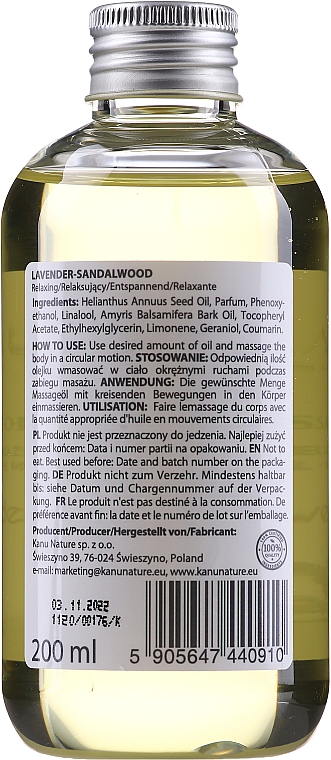 LAVENDER-SANDALWOOD
Relaxing/Relaksujący/Entspannend/Relaxante
Ingredients: Helianthus Annuus Seed Oil, Parfum, Phenoxy-
ethanol, Linalool, Amyris Balsamifera Bark Oil, Tocopheryl
Acetate, Ethylhexylglycerin, Limonene, Geraniol, Coumarin.
HOW TO USE: Use desired amount of oil and massage the
body in a circular motion. STOSOWANIE: Odpowiednią ilość
olejku wmasować w ciało okrężnymi ruchami podczas
zabiegu masażu. ANWENDUNG: Die gewünschte Menge
Massageöl mit kreisenden Bewegungen in den Körper
einmassieren. UTILISATION: Faire lemassage du corps avec
la quantité appropriée d'huile en mouvements circulaires.
PL Produkt nie jest przeznaczony do jedzenia. Najlepiej zużyć
przed końcem: Data i numer partii na opakowaniu. EN Not to
eat. Best used before: Date and batch number on the packa-
ging. DE Produkt nicht zum Verzehr. Mindestens haltbar
bis: siehe Datum und Chargennummer auf der Verpac-
kung. FR Le produit n'est pas destiné à la consommation. De
préférence avant fin: la date et le numéro de lot sur l'emballage.
Producent/Producer/Hergestellt von/Fabricant:
Kanu Nature sp. z o.o.
Świeszyno 39, 76-024 Świeszyno, Poland
e-mail: marketing@kanunature.eu, www.kanunature.eu
100%
03.11.2022
1120/00176/K
200 ml
5 905647 440910